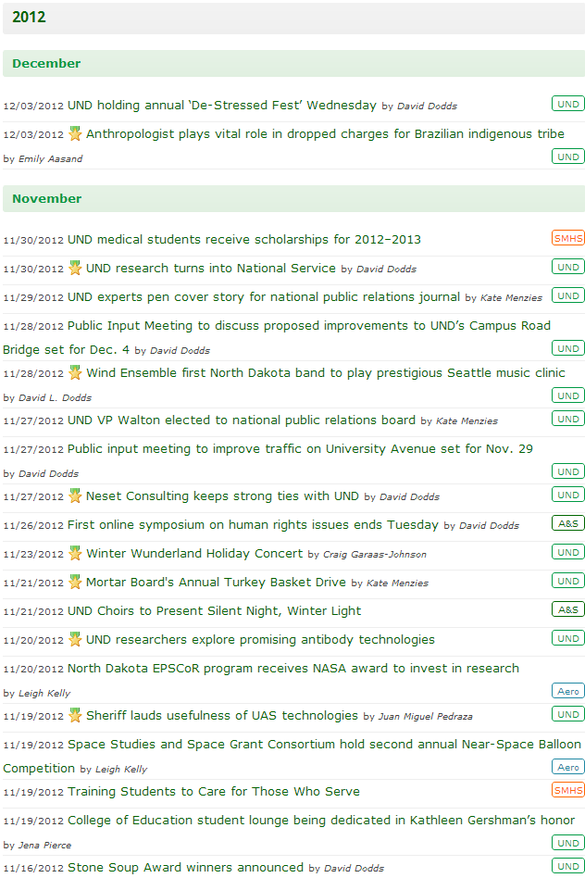 2012
December
12/03/2012 UND holding annual ‘De-Stressed Fest’ Wednesday by David Dodds UND
12/03/2012 Anthropologist plays vital role in dropped charges for Brazilian indigenous tribe
by Emily Aasand UND
November
11/30/2012 UND medical students receive scholarships for 2012–2013 SMHS
11/30/2012 UND research turns into National Service by David Dodds UND
11/29/2012 UND experts pen cover story for national public relations journal by Kate Menzies UND
11/28/2012 Public Input Meeting to discuss proposed improvements to UND’s Campus Road
Bridge set for Dec. 4 by David Dodds UND
11/28/2012 Wind Ensemble first North Dakota band to play prestigious Seattle music clinic
by David L. Dodds UND
11/27/2012 UND VP Walton elected to national public relations board by Kate Menzies UND
11/27/2012 Public input meeting to improve traffic on University Avenue set for Nov. 29
by David Dodds UND
11/27/2012 Neset Consulting keeps strong ties with UND by David Dodds UND
11/26/2012 First online symposium on human rights issues ends Tuesday by David Dodds A&S
11/23/2012 Winter Wunderland Holiday Concert by Craig Garaas-Johnson UND
11/21/2012 Mortar Board's Annual Turkey Basket Drive by Kate Menzies UND
11/21/2012 UND Choirs to Present Silent Night, Winter Light A&S
11/20/2012 UND researchers explore promising antibody technologies UND
11/20/2012 North Dakota EPSCoR program receives NASA award to invest in research
by Leigh Kelly Aero
11/19/2012 Sheriff lauds usefulness of UAS technologies by Juan Miguel Pedraza UND
11/19/2012 Space Studies and Space Grant Consortium hold second annual Near-Space Balloon
Competition by Leigh Kelly Aero
11/19/2012 Training Students to Care for Those Who Serve SMHS
11/19/2012 College of Education student lounge being dedicated in Kathleen Gershman’s honor
by Jena Pierce UND
11/16/2012 Stone Soup Award winners announced by David Dodds UND